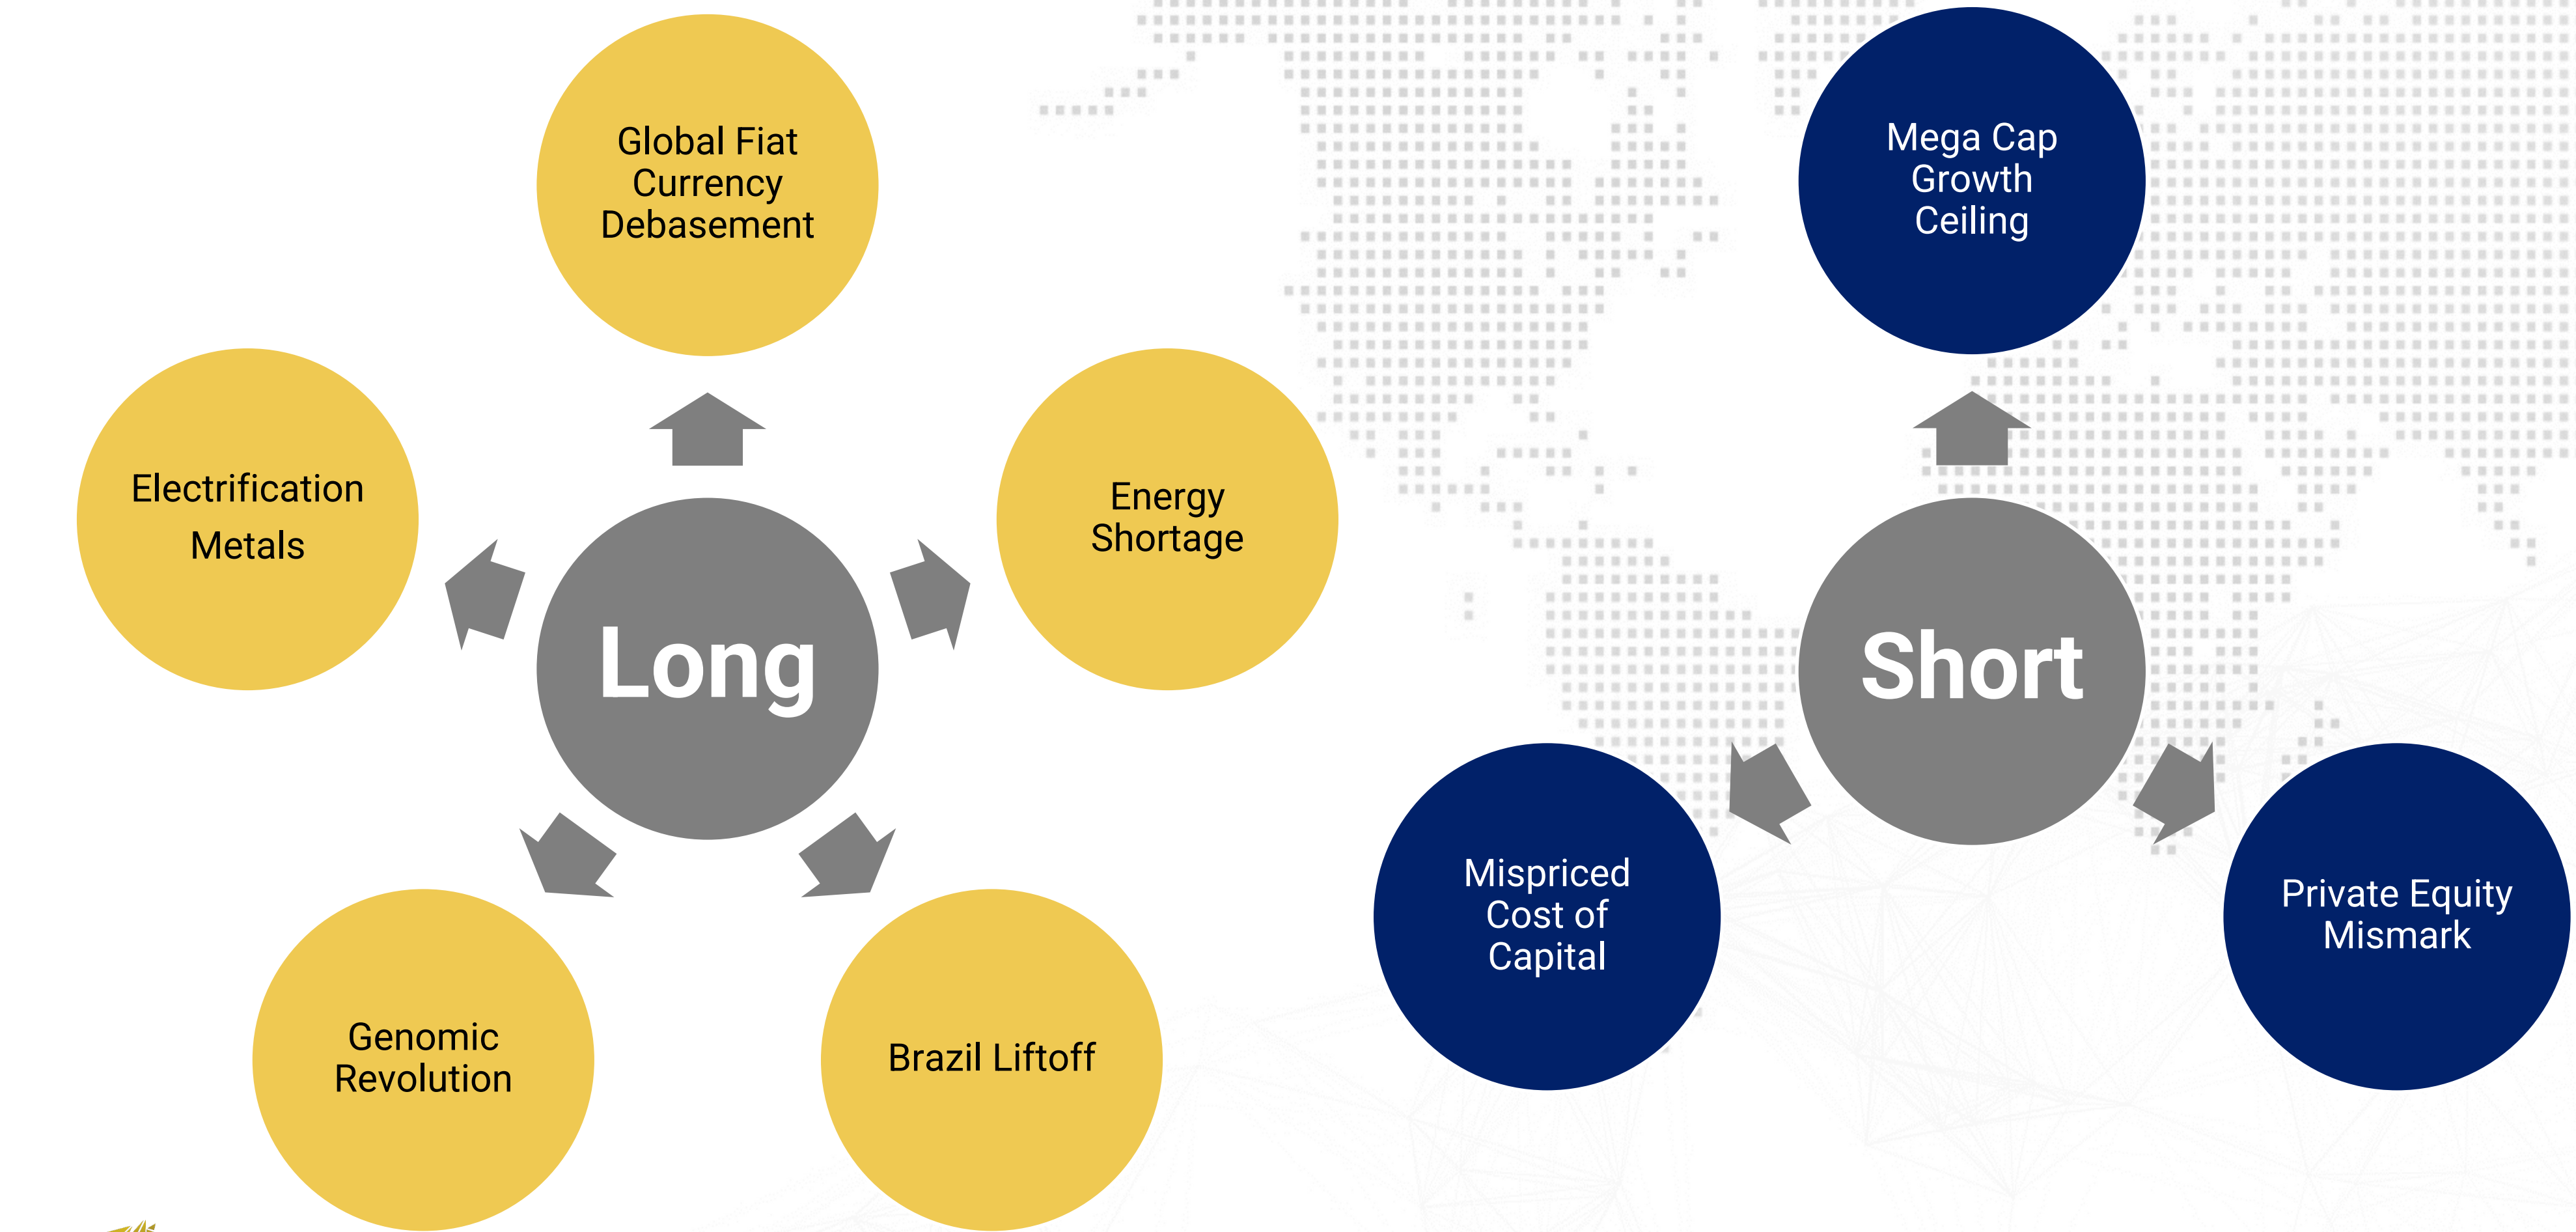 Global Fiat
Currency
Debasement
Electrification
Metals
Energy
Shortage
Long
Genomic
Revolution
Brazil Liftoff
Mega Cap
Growth
Ceiling
Short
Mispriced
Cost of
Capital
Private Equity
Mismark